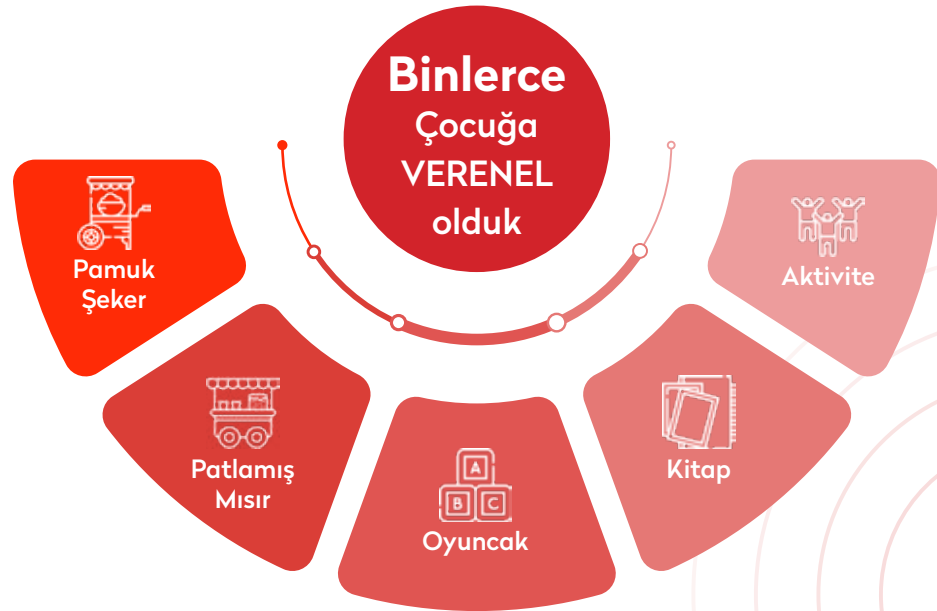 Binlerce
Çocuğa
VERENEL
olduk
Pamuk
Şeker
Patlamış
Mısır
A
B C
Oyuncak
Kitap
Aktivite